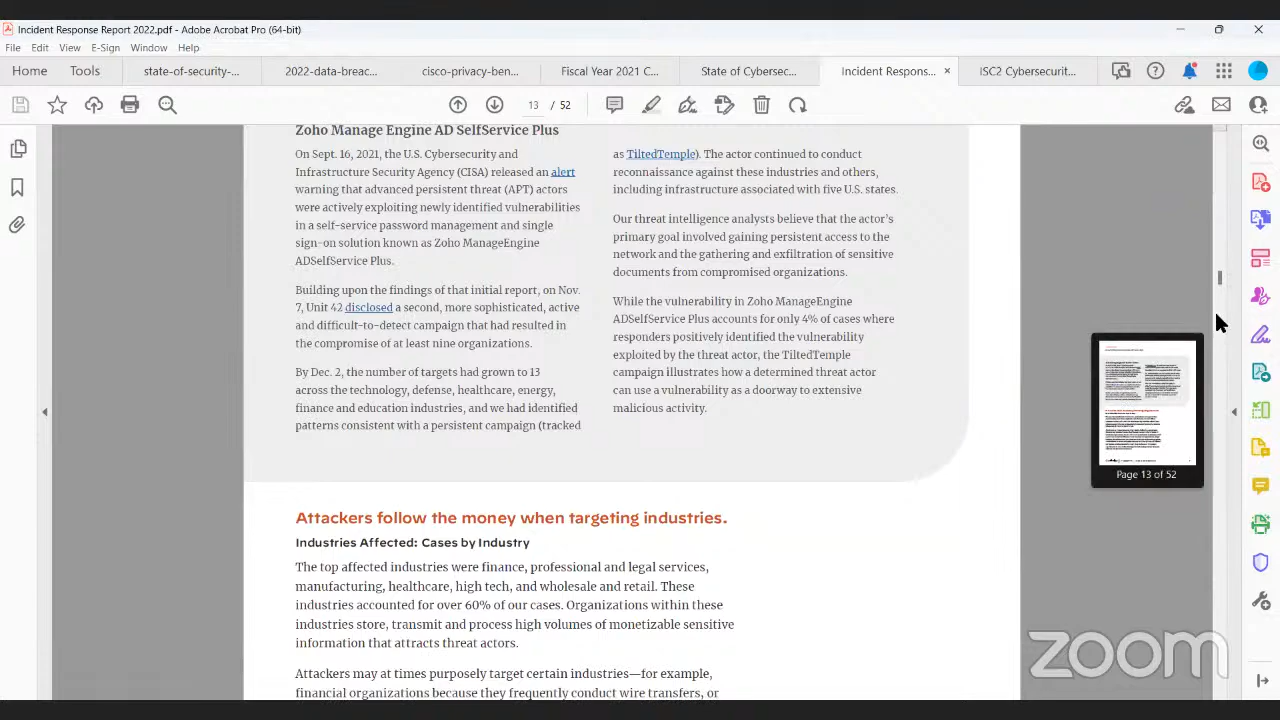 Incident Response Report 2022.pdf - Adobe Acrobat Pro (64-bit)
File Edit View E-Sign Window Help
Home Tools state-of-security-... 2022-data-breac... cisco-privacy-ben... Fiscal Year 2021 C... State of Cybersec... Incident Respons... × ISC2 Cybersecurit...
13 / 52
Zoho Manage Engine AD SelfService Plus
On Sept. 16, 2021, the U.S. Cybersecurity and
Infrastructure Security Agency (CISA) released an alert
warning that advanced persistent threat (APT) actors
were actively exploiting newly identified vulnerabilities
in a self-service password management and single
sign-on solution known as Zoho ManageEngine
ADSelfService Plus.
Building upon the findings of that initial report, on Nov.
7, Unit 42 disclosed a second, more sophisticated, active
and difficult-to-detect campaign that had resulted in
the compromise of at least nine organizations.
By Dec. 2, the number of targets had grown to 13
across the technology, defense, healthcare, energy,
finance and education industries, and we had identified
patterns consistent with a persistent campaign (tracked
as TiltedTemple). The actor continued to conduct
reconnaissance against these industries and others,
including infrastructure associated with five U.S. states.
Our threat intelligence analysts believe that the actor's
primary goal involved gaining persistent access to the
network and the gathering and exfiltration of sensitive
documents from compromised organizations.
While the vulnerability in Zoho ManageEngine
ADSelfService Plus accounts for only 4% of cases where
responders positively identified the vulnerability
exploited by the threat actor, the TiltedTemple
campaign illustrates how a determined threat actor
can use a vulnerability as a doorway to extensive
malicious activity.
Page 13 of 52
Attackers follow the money when targeting industries.
Industries Affected: Cases by Industry
The top affected industries were finance, professional and legal services,
manufacturing, healthcare, high tech, and wholesale and retail. These
industries accounted for over 60% of our cases. Organizations within these
industries store, transmit and process high volumes of monetizable sensitive
information that attracts threat actors.
Attackers may at times purposely target certain industries—for example,
financial organizations because they frequently conduct wire transfers, or
zoom